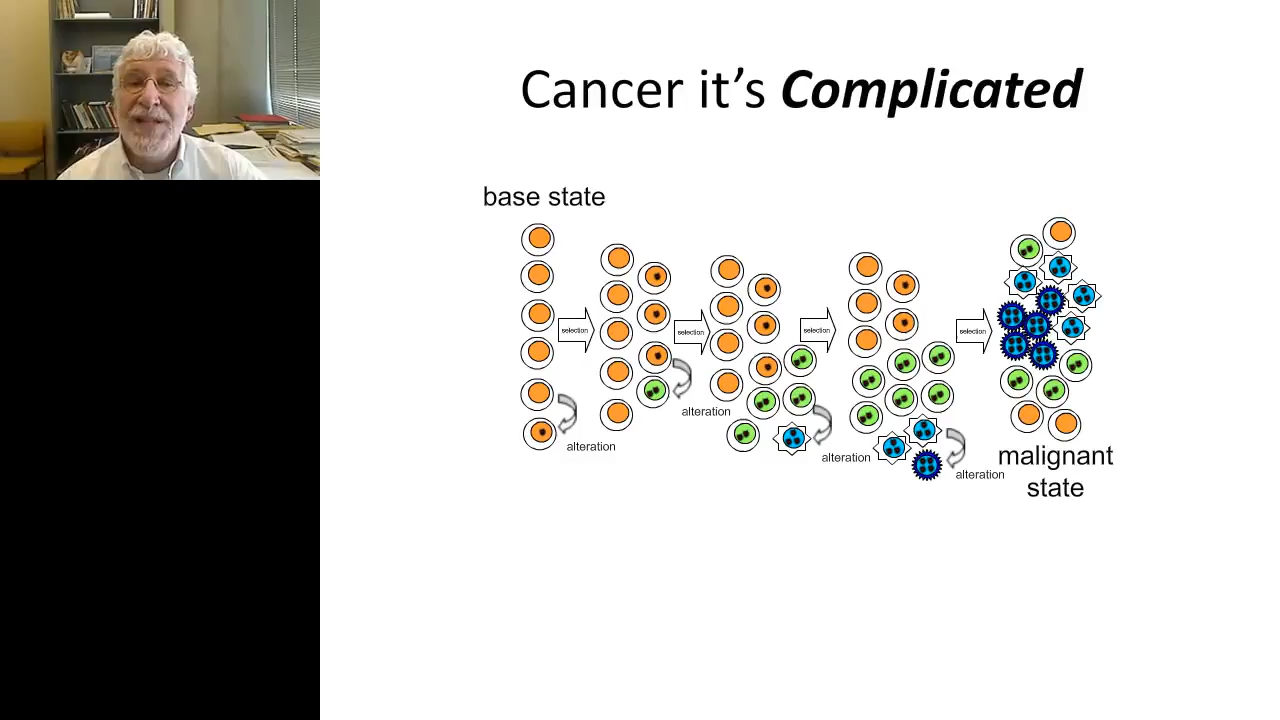 Cancer it's Complicated
base state
selection
selection
selection
selection
alteration
alteration
alteration
alteration
malignant
state